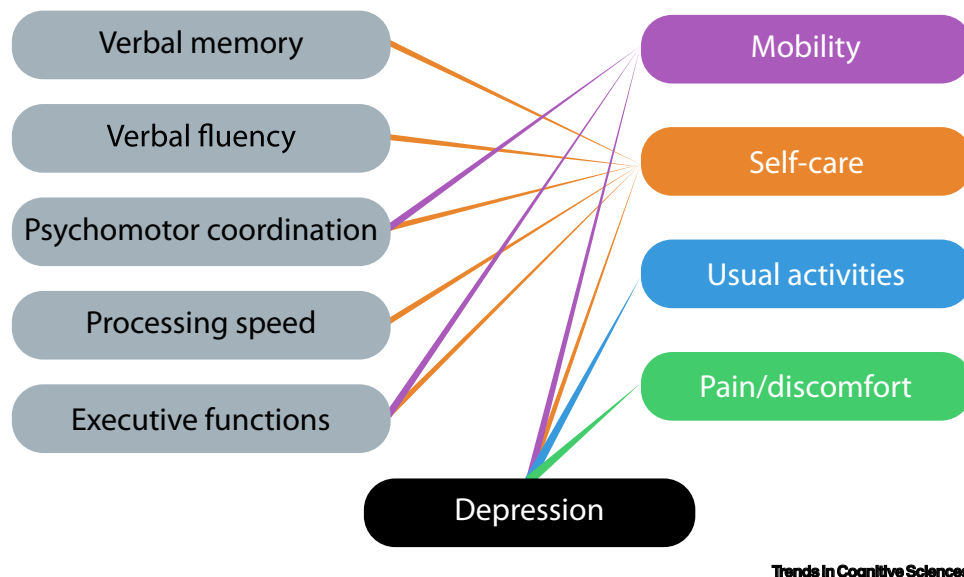 Verbal memory
Verbal fluency
Psychomotor coordination
Processing speed
Executive functions
Mobility
Self-care
Usual activities
Pain/discomfort
Depression
Trends in Cognitive Sciences